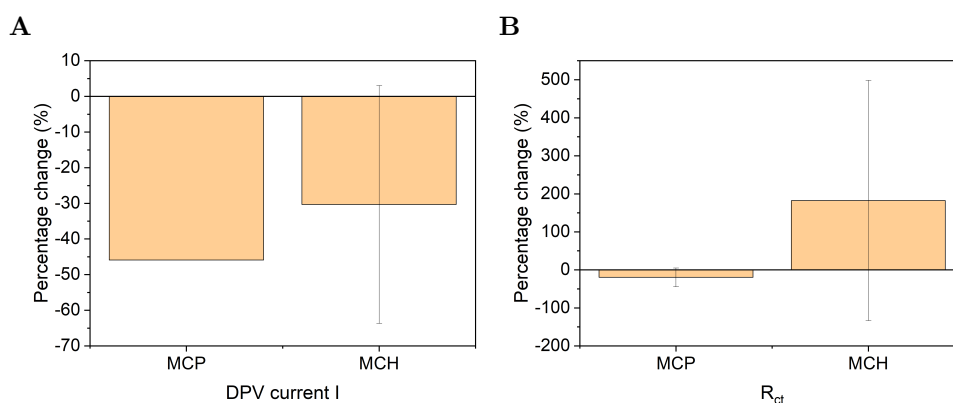 A
Percentage change (%)
10
0
-10
-20
-30
-40
-50
-60
-70
MCP MCH
DPV current I
B
Percentage change (%)
500
400
300
200
100
0
-100
-200
MCP MCH
Rct